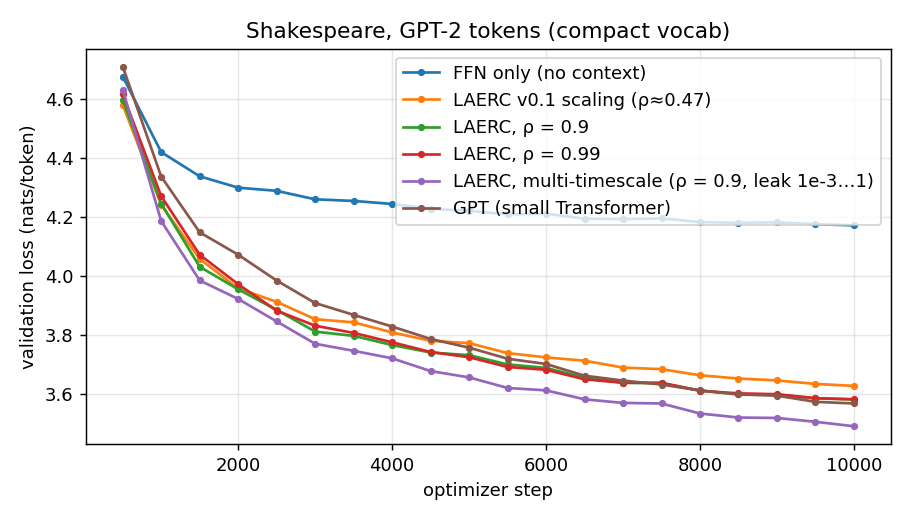 Shakespeare, GPT-2 tokens (compact vocab)
validation loss (nats/token)
4.6
4.4
4.2
4.0
3.8
3.6
FFN only (no context)
LAERC v0.1 scaling (ρ≈0.47)
LAERC, ρ = 0.9
LAERC, ρ = 0.99
LAERC, multi-timescale (ρ = 0.9, leak 1e-3...1)
GPT (small Transformer)
2000
4000
6000
8000
10000
optimizer step